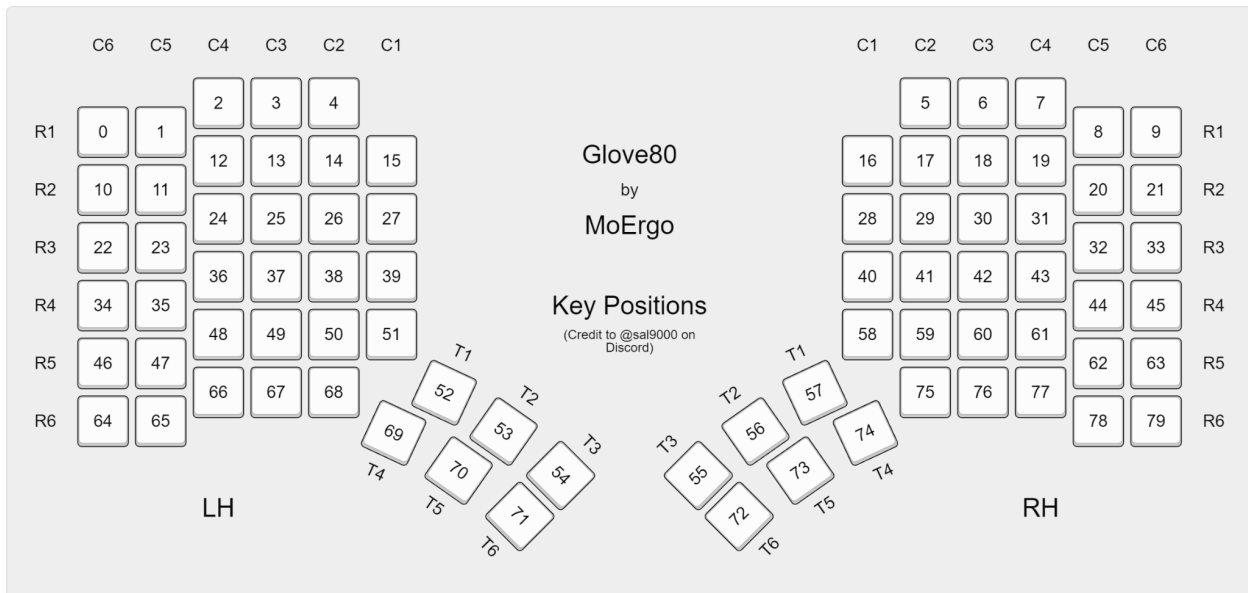 C6 C5 C4 C3 C2 C1 C1 C2 C3 C4 C5 C6
2 3 4 5 6 7
R1 0 1 8 9 R1
12 13 14 15 Glove80 16 17 18 19
R2 10 11 by 20 21 R2
24 25 26 27 MoErgo 28 29 30 31
R3 22 23 32 33 R3
36 37 38 39 40 41 42 43
R4 34 35 Key Positions 44 45 R4
48 49 50 51 (Credit to @sal9000 on 58 59 60 61
Discord)
R5 46 47 T1 T1 62 63 R5
66 67 68 52 T2 T2 57 75 76 77
R6 64 65 69 53 T3 T3 56 74 78 79 R6
T4 70 54 55 73 T4
LH T5 71 72 T5 RH
T6 T6